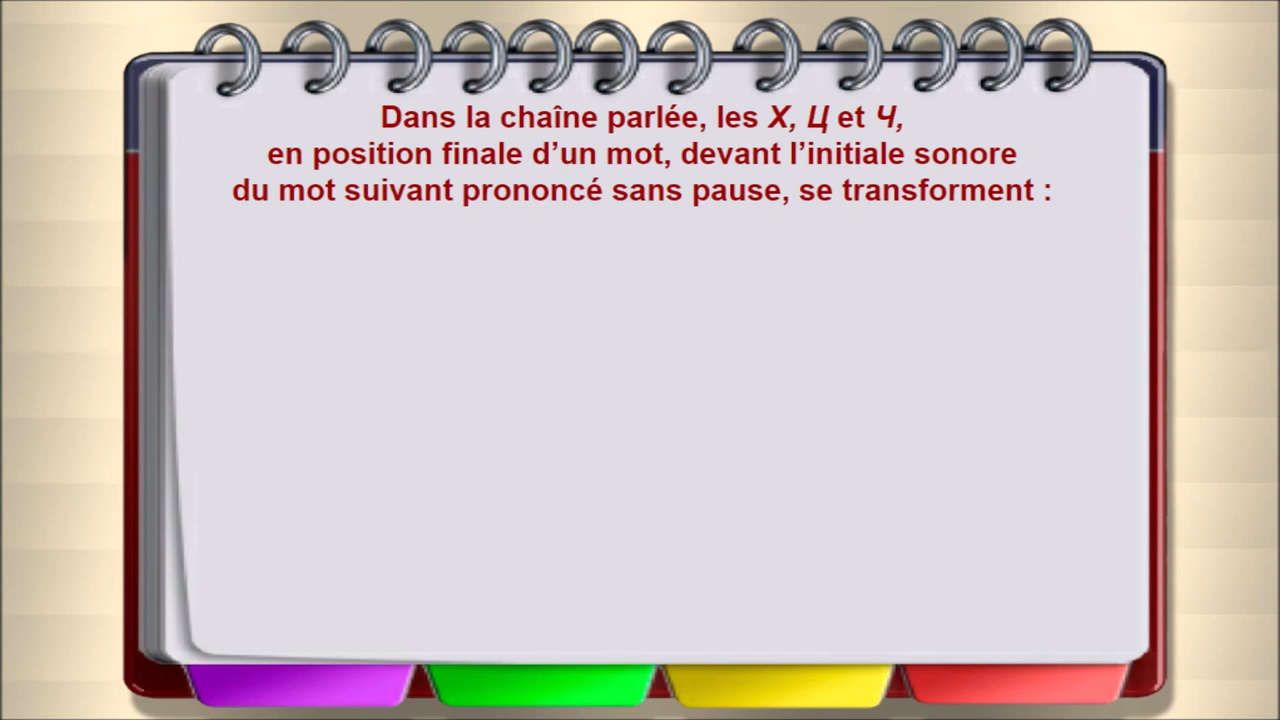 Dans la chaîne parlée, les Х, Ц et Ч,
en position finale d’un mot, devant l’initiale sonore
du mot suivant prononcé sans pause, se transforment :